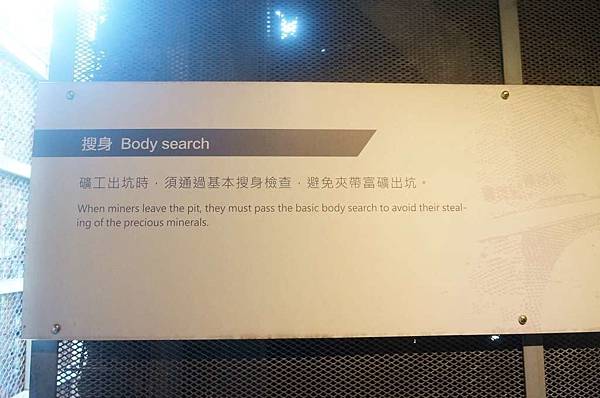 搜身 Body search
礦工出坑時，須通過基本搜身檢查，避免夾帶富礦出坑。
When miners leave the pit, they must pass the basic body search to avoid their steal-
ing of the precious minerals.